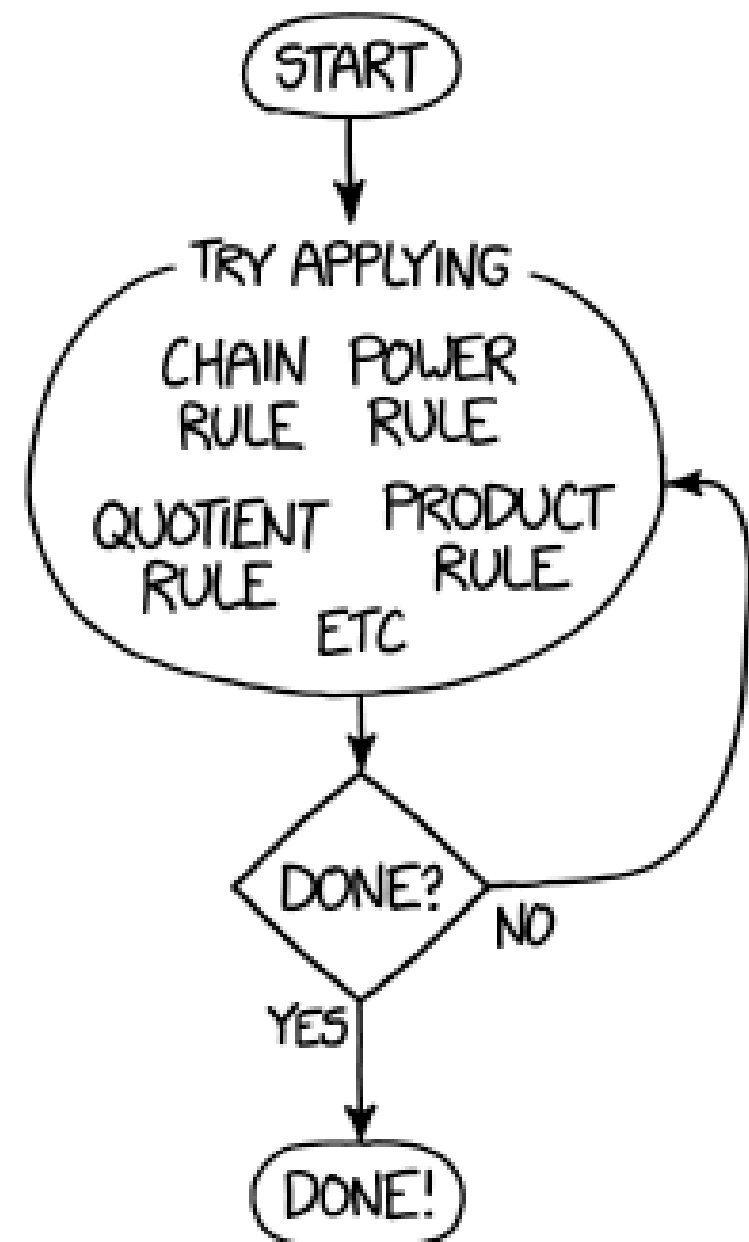 START
TRY APPLYING
CHAIN POWER
RULE RULE
QUOTIENT PRODUCT
RULE RULE
ETC
DONE?
NO
YES
DONE!